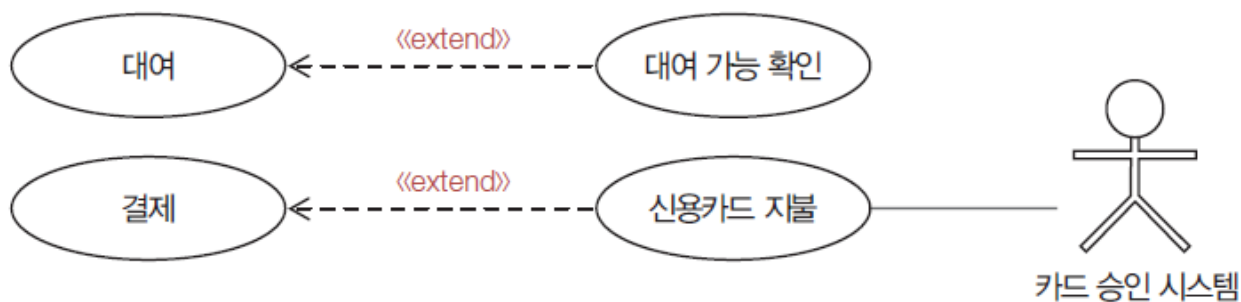 대여
«extend»
대여 가능 확인
결제
«extend»
신용카드 지불
카드 승인 시스템